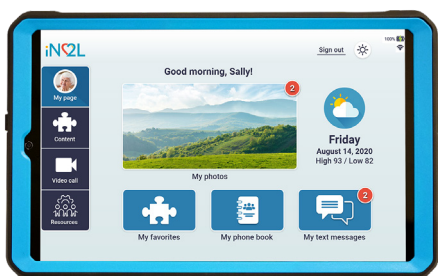 iN2L
Sign out
100%
Good morning, Sally!
2
My page
Content
Video call
Resources
My photos
Friday
August 14, 2020
High 93 / Low 82
2
My favorites
My phone book
My text messages